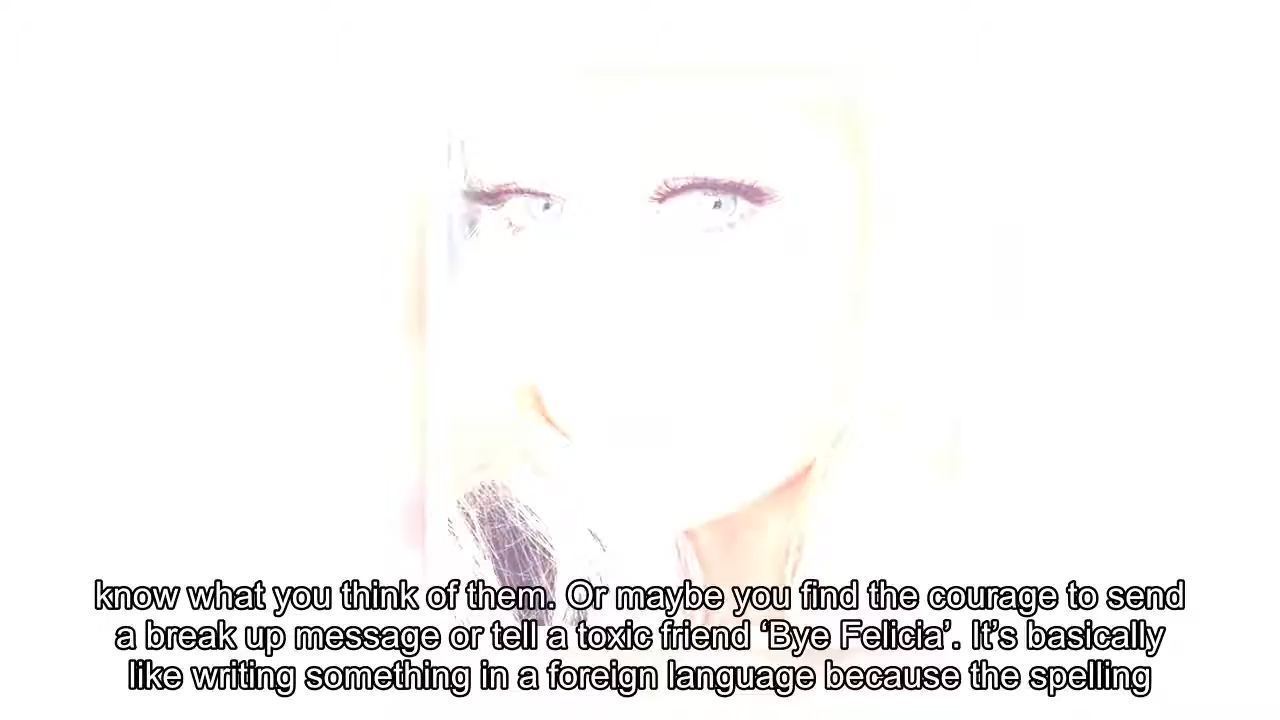 know what you think of them. Or maybe you find the courage to send
a break up message or tell a toxic friend ‘Bye Felicia’. It’s basically
like writing something in a foreign language because the spelling